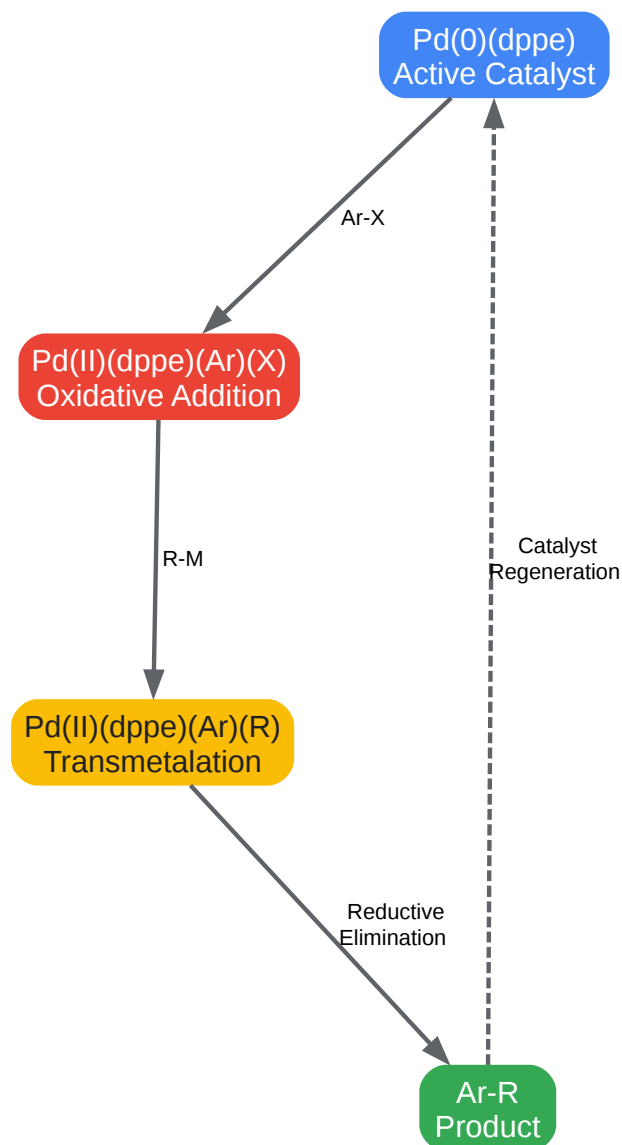 Pd(0)(dppe)
Active Catalyst
Ar-X
Pd(II)(dppe)(Ar)(X)
Oxidative Addition
R-M
Catalyst
Regeneration
Pd(II)(dppe)(Ar)(R)
Transmetalation
Reductive
Elimination
Ar-R
Product